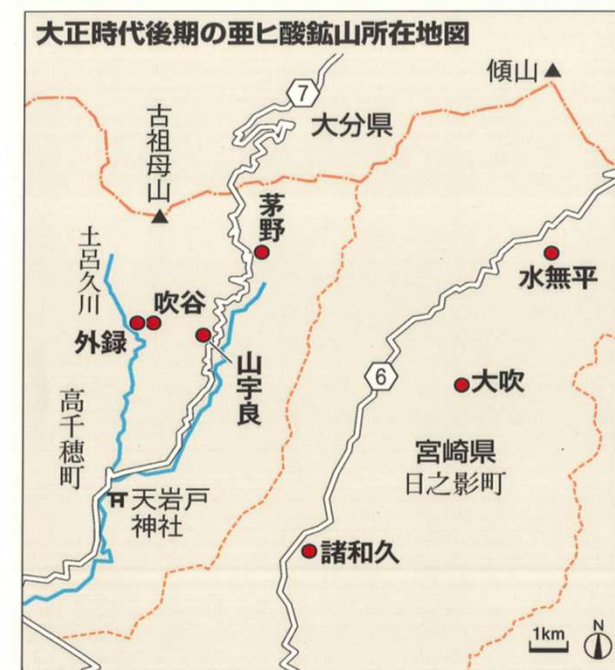 大正時代後期の亜ヒ酸鉱山所在地図
傾山
7
大分県
古祖母山
茅野
土呂久川
水無平
吹谷
外録
山宇良
6
大吹
高千穂町
宮崎県
日之影町
天岩戸
神社
諸和久
1km
N